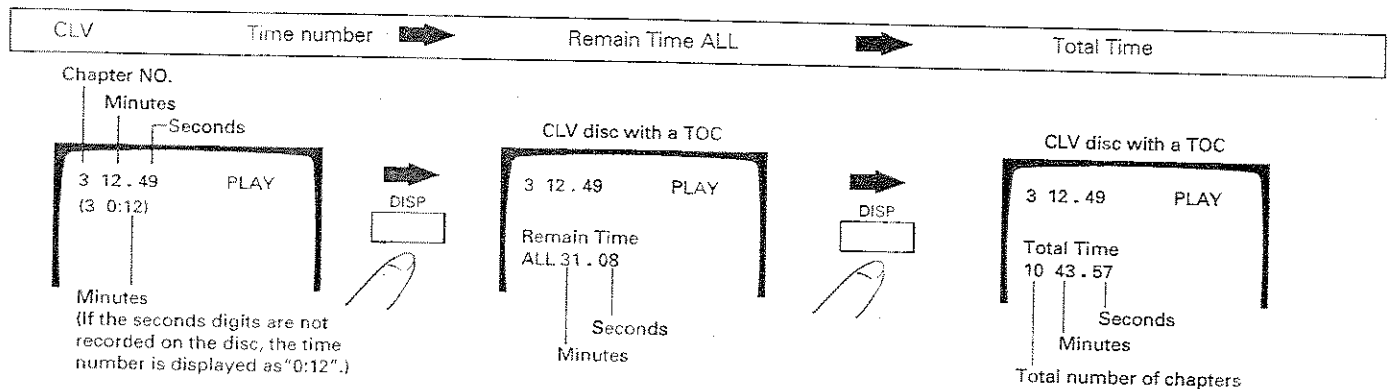 CLV Time number Remain Time ALL Total Time
Chapter NO.
Minutes
Seconds
3 12.49 PLAY
(3 0:12)
Minutes
(If the seconds digits are not
recorded on the disc, the time
number is displayed as"0:12".)
DISP
CLV disc with a TOC
3 12.49 PLAY
Remain Time
ALL 31.08
Seconds
Minutes
DISP
CLV disc with a TOC
3 12.49 PLAY
Total Time
10 43.57
Seconds
Minutes
Total number of chapters